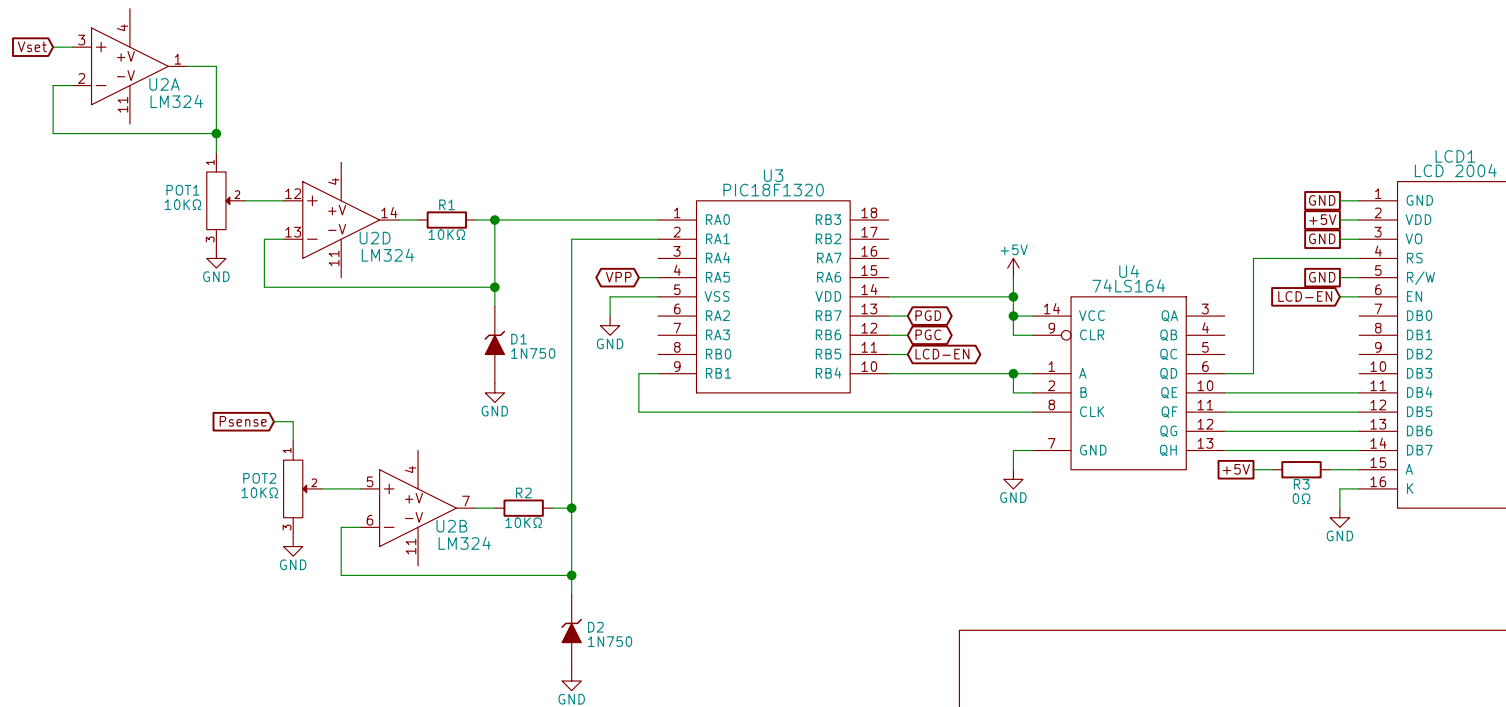 Vset
3
2
+
−
+V
−V
4
11
1
U2A
LM324
POT1
10KΩ
1
2
3
GND
12
13
+
−
+V
−V
4
11
14
U2D
LM324
R1
10KΩ
D1
1N750
GND
Psense
POT2
10KΩ
1
2
3
GND
5
6
+
−
+V
−V
4
11
7
U2B
LM324
R2
10KΩ
D2
1N750
GND
U3
PIC18F1320
1 RA0 RB3 18
2 RA1 RB2 17
3 RA4 RA7 16
VPP 4 RA5 RA6 15
5 VSS VDD 14
6 RA2 RB7 13 PGD
7 RA3 RB6 12 PGC
8 RB0 RB5 11 LCD-EN
9 RB1 RB4 10
GND
+5V
U4
74LS164
14 VCC QA 3
9 CLR QB 4
QC 5
1 A QD 6
2 B QE 10
8 CLK QF 11
QG 12
7 GND QH 13
GND
LCD1
LCD 2004
GND 1 GND
+5V 2 VDD
GND 3 VO
4 RS
GND 5 R/W
LCD-EN 6 EN
7 DB0
8 DB1
9 DB2
10 DB3
11 DB4
12 DB5
13 DB6
14 DB7
+5V 15 A
16 K
R3
0Ω
GND